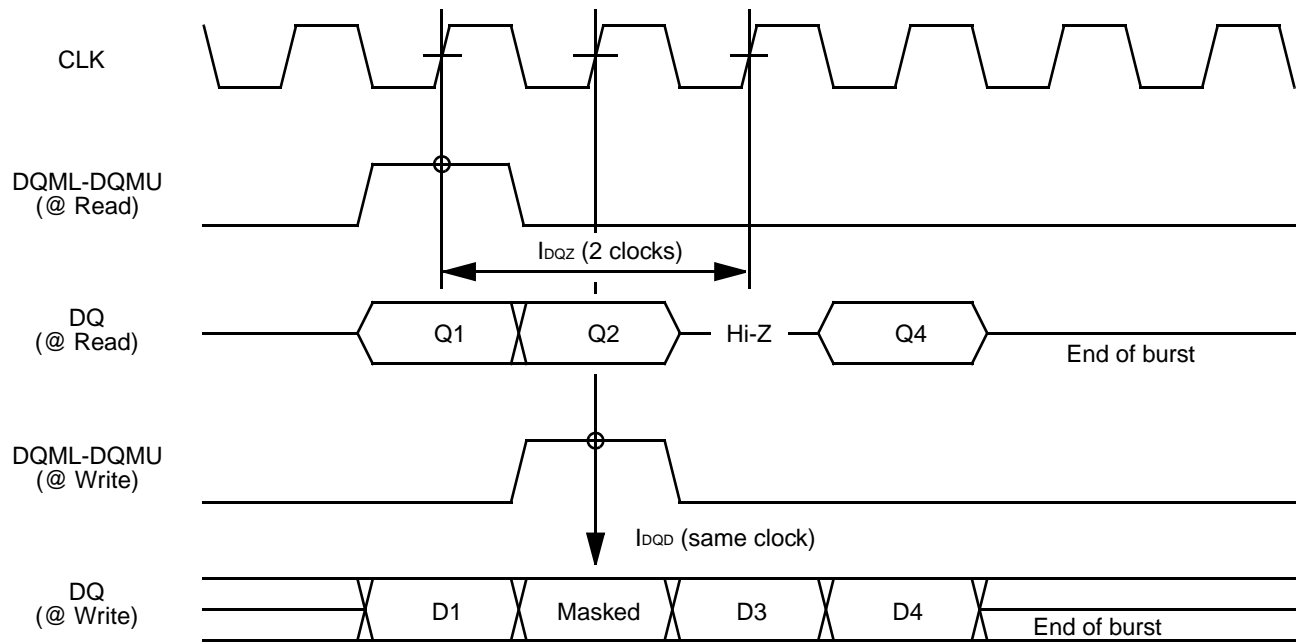 CLK
DQML-DQMU
(@ Read)
IDQZ (2 clocks)
DQ
(@ Read)
Q1
Q2
Hi-Z
Q4
End of burst
DQML-DQMU
(@ Write)
IDQD (same clock)
DQ
(@ Write)
D1
Masked
D3
D4
End of burst